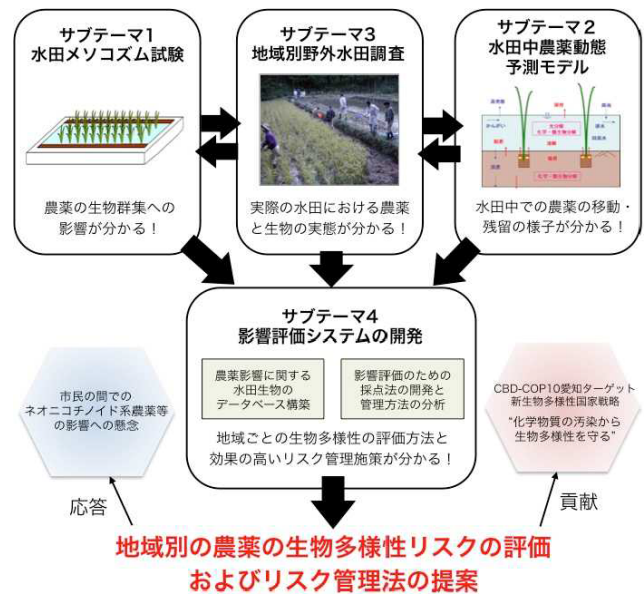 サブテーマ1
水田メソコズム試験
農薬の生物群集への
影響が分かる！
サブテーマ3
地域別野外水田調査
実際の水田における農薬
と生物の実態が分かる！
サブテーマ2
水田中農薬動態
予測モデル
水田中での農薬の移動・
残留の様子が分かる！
サブテーマ4
影響評価システムの開発
農薬影響に関する
水田生物の
データベース構築
影響評価のための
採点法の開発と
管理方法の分析
地域ごとの生物多様性の評価方法と
効果の高いリスク管理施策が分かる！
市民の間での
ネオニコチノイド系農薬等
の影響への懸念
CBD-COP10愛知ターゲット
新生物多様性国家戦略
“化学物質の汚染から
生物多様性を守る”
応答
貢献
地域別の農薬の生物多様性リスクの評価
およびリスク管理法の提案